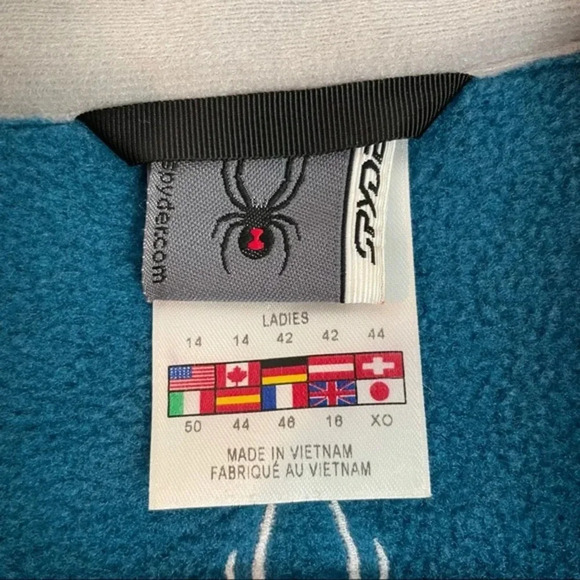 spyder.com
SPYDER
LADIES
14 14 42 42 44
50 44 46 16 XO
MADE IN VIETNAM
FABRIQUÉ AU VIETNAM